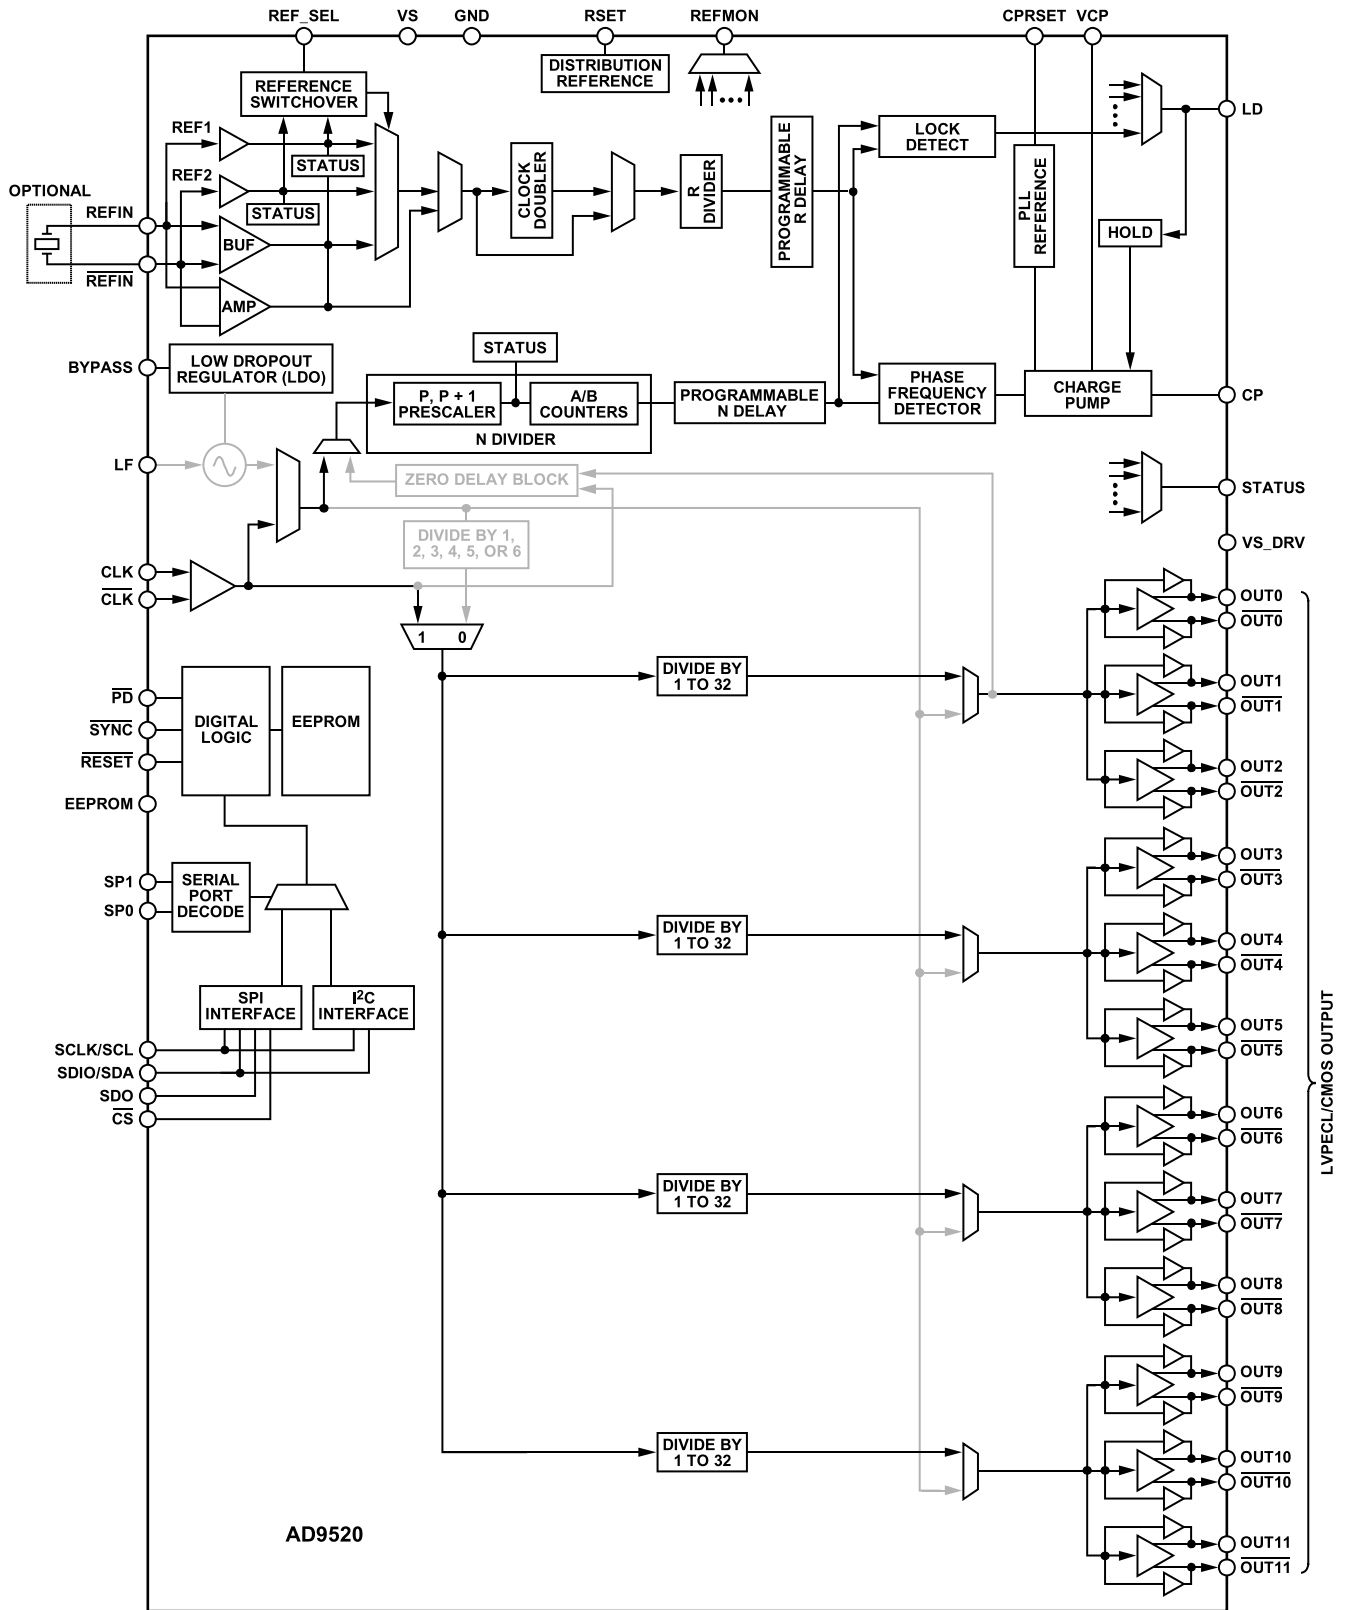 REF_SEL VS GND RSET REFMON CPRSET VCP
DISTRIBUTION
REFERENCE
REFERENCE
SWITCHOVER
REF1
STATUS
REF2
STATUS
BUF
AMP
OPTIONAL
REFIN
REFIN
CLOCK
DOUBLER
R
DIVIDER
PROGRAMMABLE
R DELAY
LOCK
DETECT
PLL
REFERENCE
LD
HOLD
BYPASS
LOW DROPOUT
REGULATOR (LDO)
STATUS
P, P + 1
PRESCALER
A/B
COUNTERS
N DIVIDER
PROGRAMMABLE
N DELAY
PHASE
FREQUENCY
DETECTOR
CHARGE
PUMP
CP
LF
ZERO DELAY BLOCK
STATUS
DIVIDE BY 1,
2, 3, 4, 5, OR 6
VS_DRV
CLK
CLK
1 0
OUT0
OUT0
DIVIDE BY
1 TO 32
OUT1
OUT1
OUT2
OUT2
PD
SYNC
RESET
DIGITAL
LOGIC
EEPROM
EEPROM
SP1
SP0
SERIAL
PORT
DECODE
OUT3
OUT3
DIVIDE BY
1 TO 32
OUT4
OUT4
OUT5
OUT5
SPI
INTERFACE
I²C
INTERFACE
SCLK/SCL
SDIO/SDA
SDO
CS
OUT6
OUT6
DIVIDE BY
1 TO 32
OUT7
OUT7
OUT8
OUT8
OUT9
OUT9
DIVIDE BY
1 TO 32
OUT10
OUT10
OUT11
OUT11
LVPECL/CMOS OUTPUT
AD9520